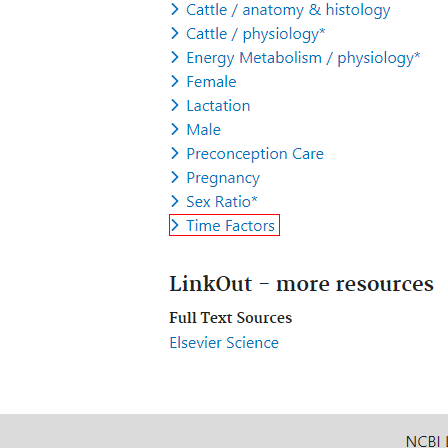 Cattle / anatomy & histology
Cattle / physiology*
Energy Metabolism / physiology*
Female
Lactation
Male
Preconception Care
Pregnancy
Sex Ratio*
Time Factors
LinkOut - more resources
Full Text Sources
Elsevier Science
NCBI